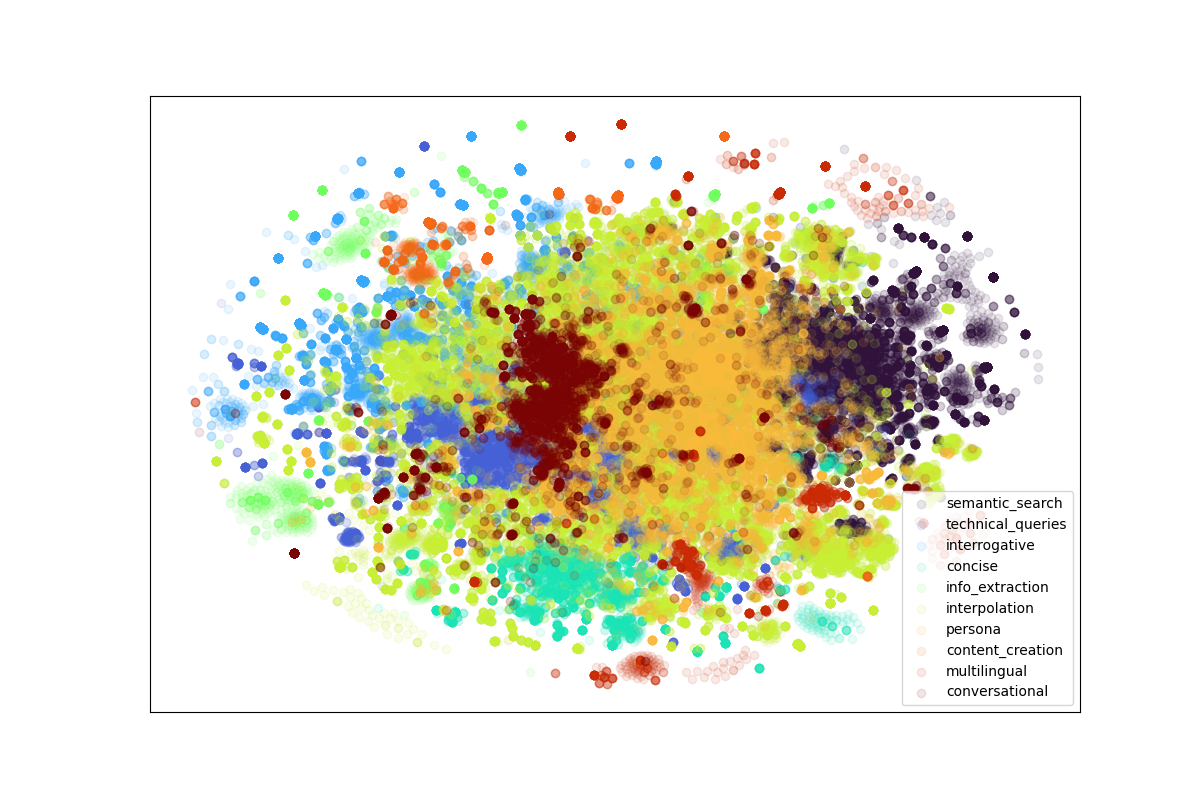 semantic_search
technical_queries
interrogative
concise
info_extraction
interpolation
persona
content_creation
multilingual
conversational